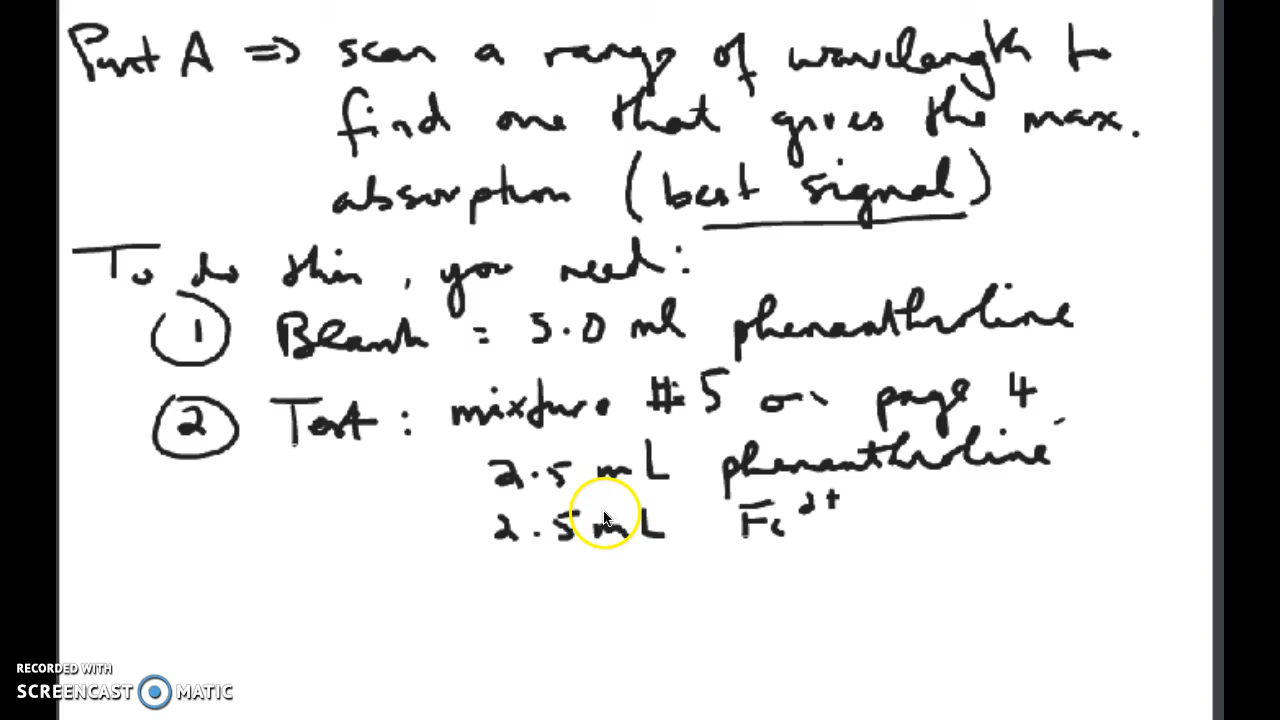 Part A => scan a range of wavelength to
find one that gives the max.
absorption (best signal)
To do this, you need:
1 Blank = 5.0 ml phenanthroline
2 Test: mixture #5 on page 4
2.5 mL phenanthroline
2.5 mL Fe2+
RECORDED WITH
SCREENCAST MATIC